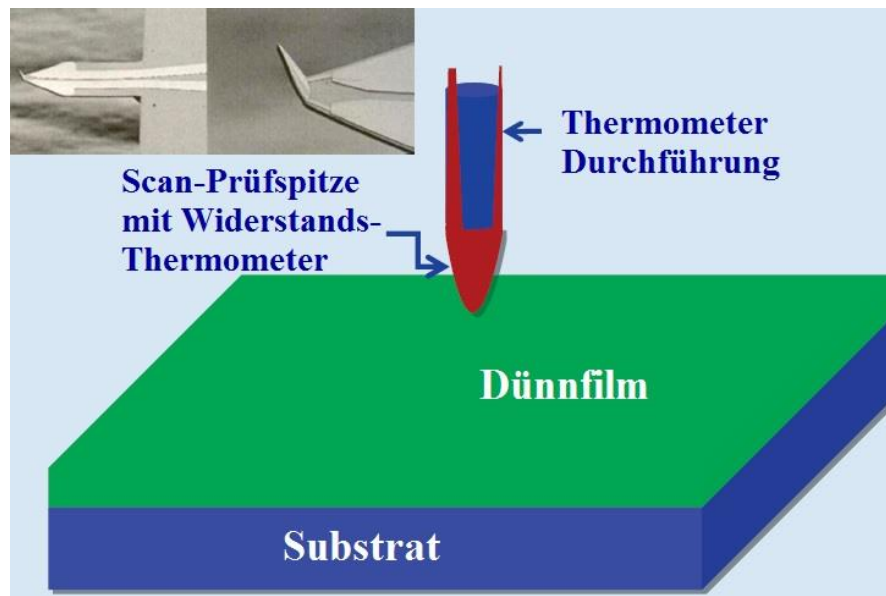 Thermometer
Durchführung
Scan-Prüfspitze
mit Widerstands-
Thermometer
Dünnfilm
Substrat